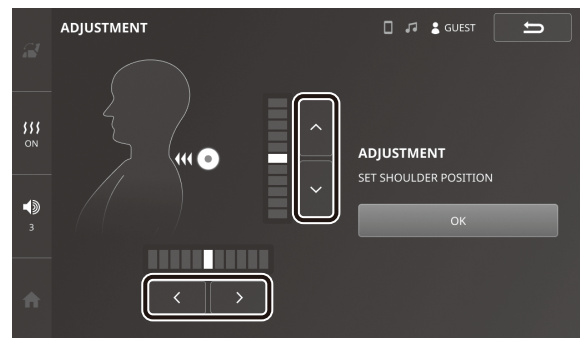 ADJUSTMENT
GUEST
ON
3
ADJUSTMENT
SET SHOULDER POSITION
OK